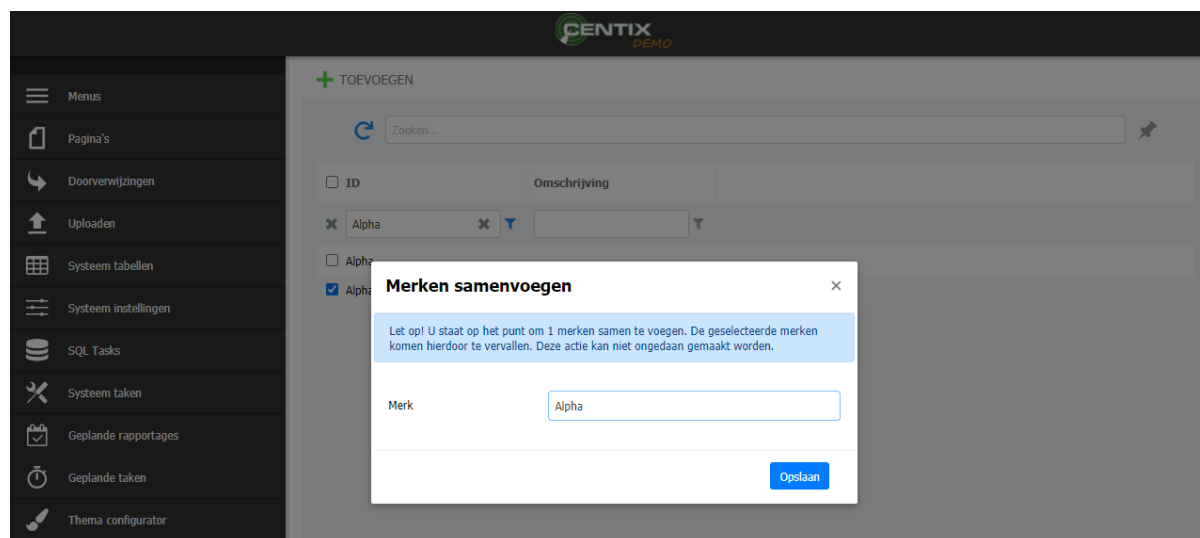 CENTIX
DEMO
TOEVOEGEN
Menus
Pagina's
Doorverwijzingen
Uploaden
Systeem tabellen
Systeem instellingen
SQL Tasks
Systeem taken
Geplande rapportages
Geplande taken
Thema configurator
Zoeken...
ID Omschrijving
Alpha
Alpha
Alpha
Merken samenvoegen
Let op! U staat op het punt om 1 merken samen te voegen. De geselecteerde merken
komen hierdoor te vervallen. Deze actie kan niet ongedaan gemaakt worden.
Merk Alpha
Opslaan